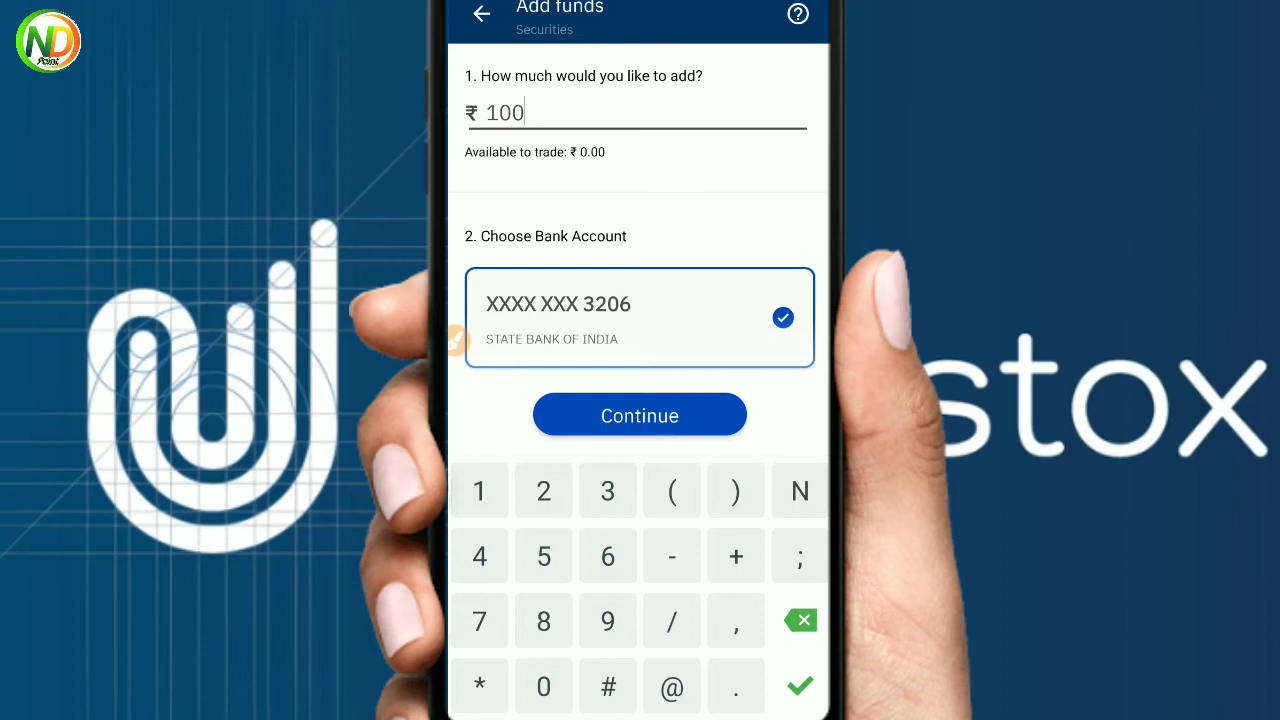 ND
Point
Add funds
Securities
1. How much would you like to add?
₹ 100
Available to trade: ₹ 0.00
2. Choose Bank Account
XXXX XXX 3206
STATE BANK OF INDIA
Continue
1 2 3 ( ) N
4 5 6 - + ;
7 8 9 / ,
* 0 # @ .
stox